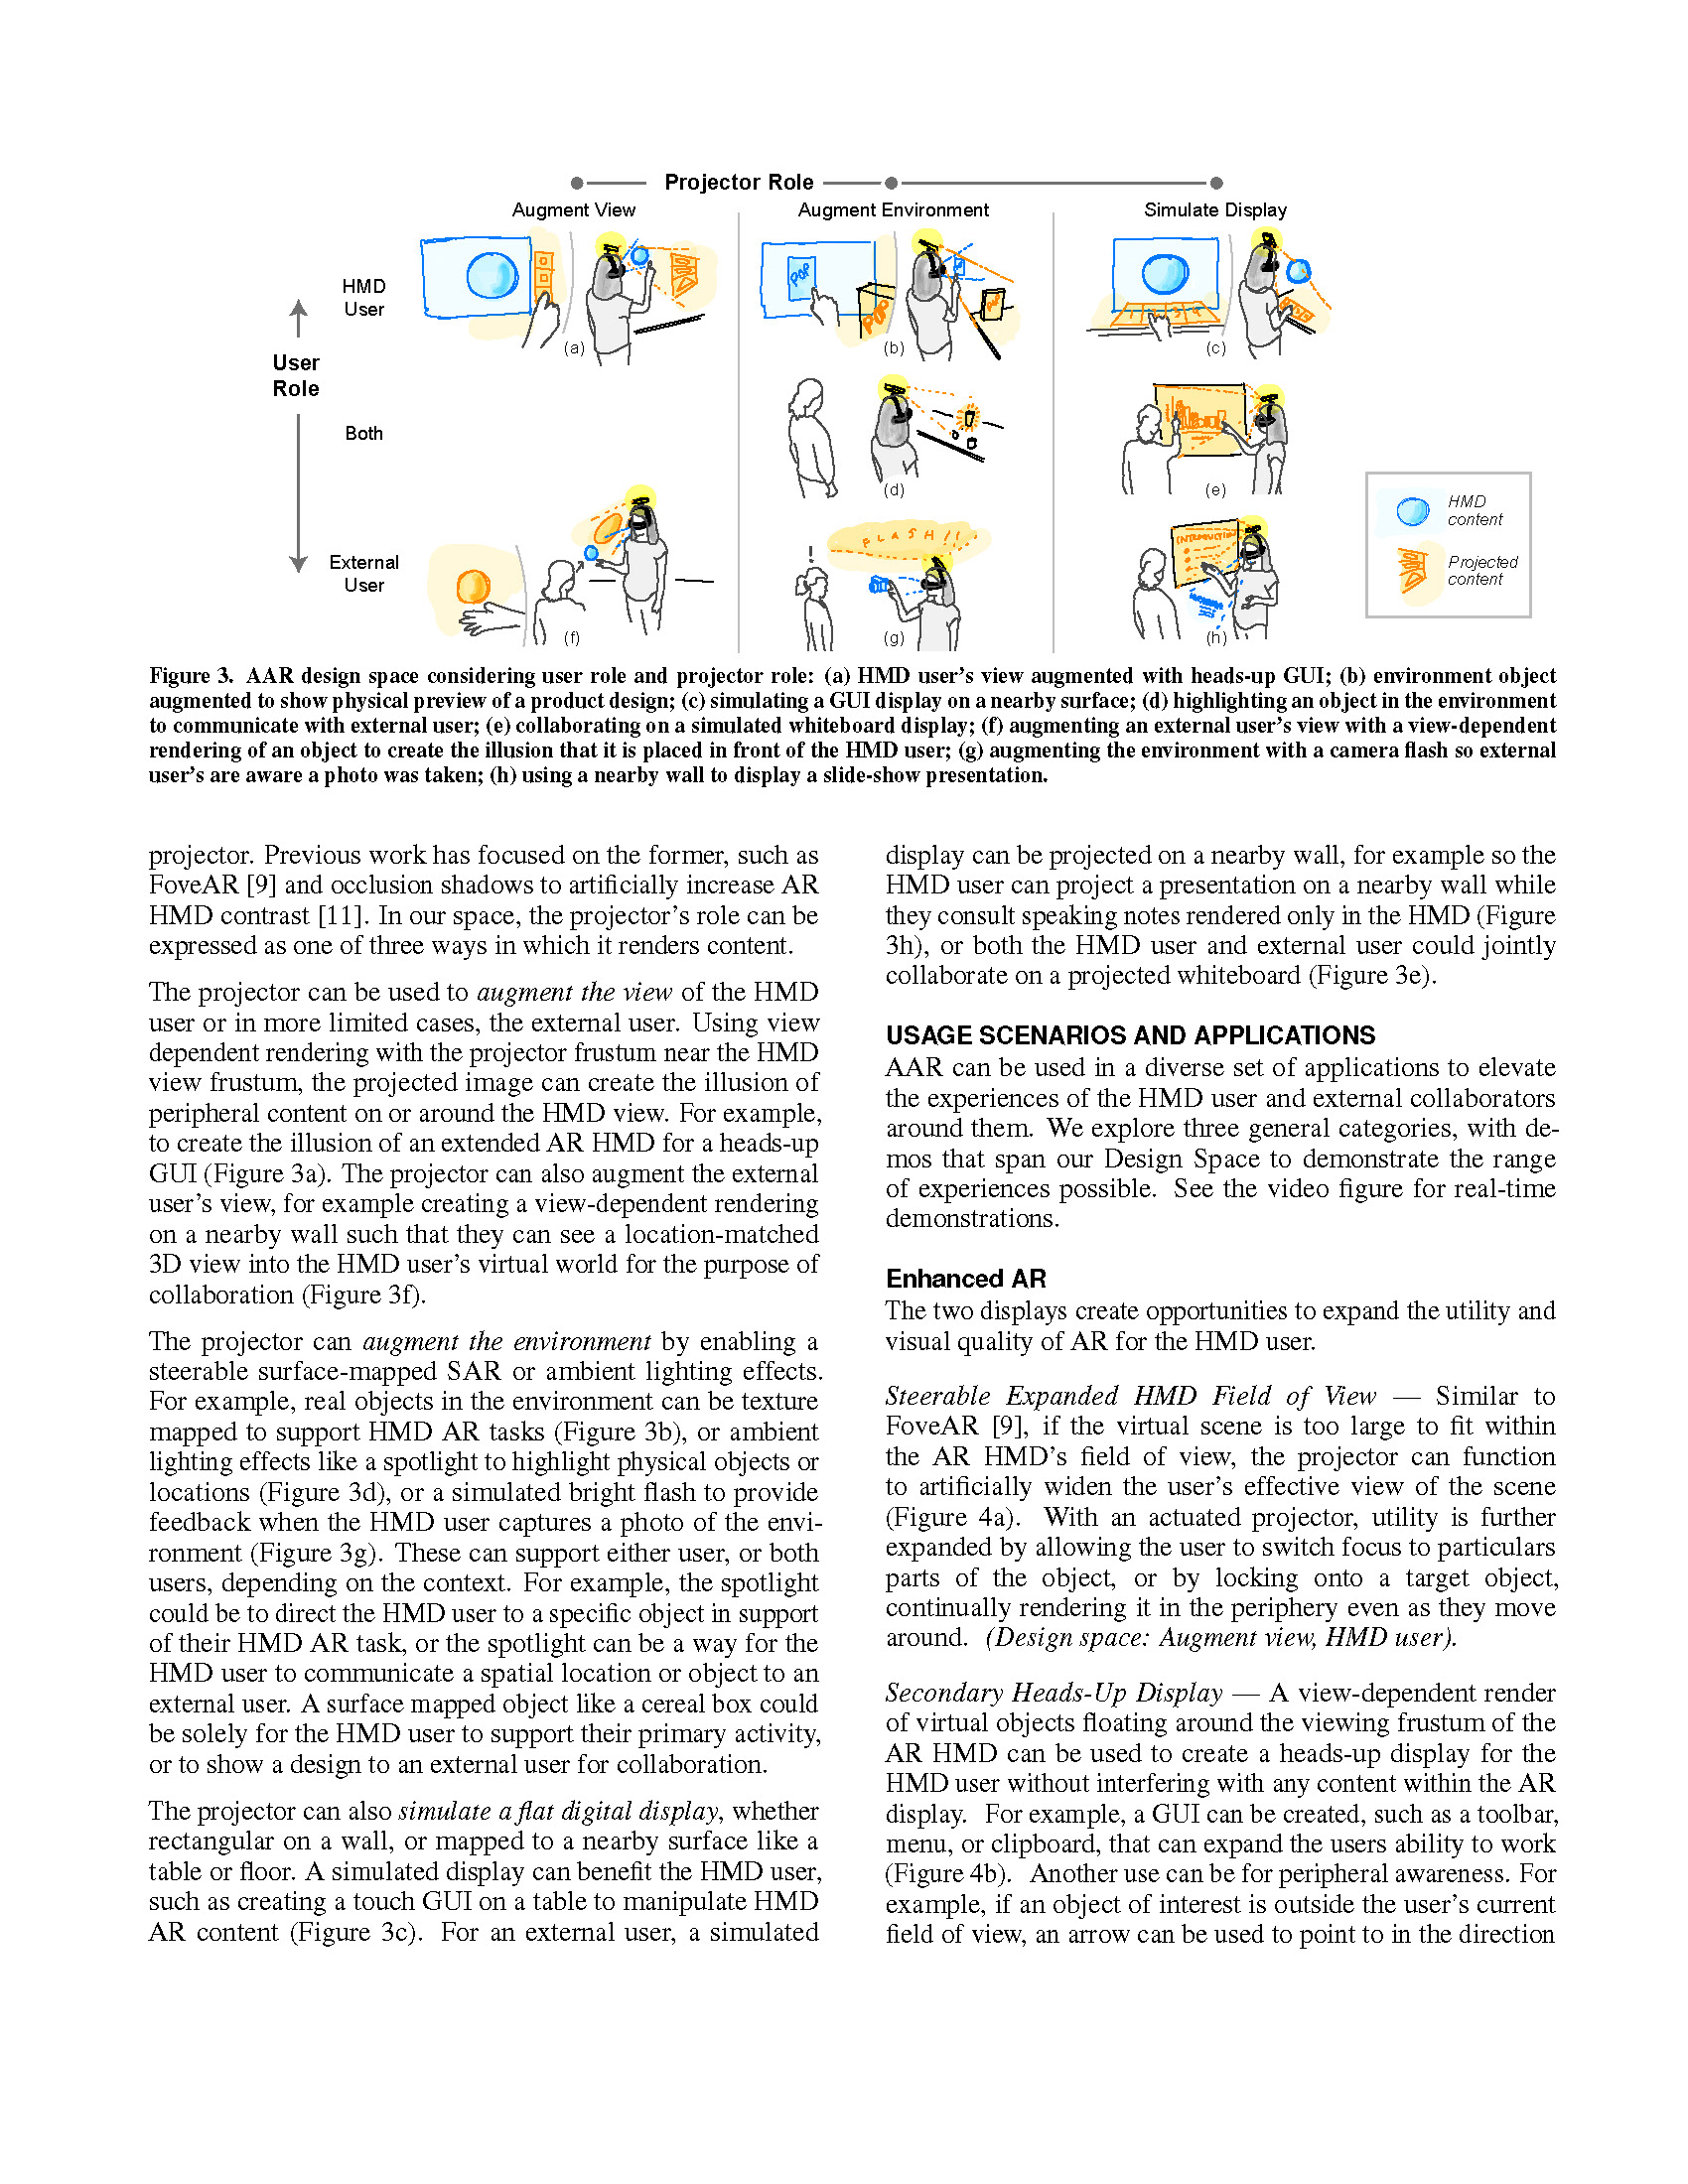 Projector Role
Augment View
Augment Environment
Simulate Display
HMD
User
User
Role
Both
External
User
POP
POP
(a)
(b)
(c)
(d)
(e)
FLASH!!
!
INTRODUCTION
(f)
(g)
(h)
HMD
content
Projected
content
Figure 3. AAR design space considering user role and projector role: (a) HMD user's view augmented with heads-up GUI; (b) environment object
augmented to show physical preview of a product design; (c) simulating a GUI display on a nearby surface; (d) highlighting an object in the environment
to communicate with external user; (e) collaborating on a simulated whiteboard display; (f) augmenting an external user's view with a view-dependent
rendering of an object to create the illusion that it is placed in front of the HMD user; (g) augmenting the environment with a camera flash so external
user's are aware a photo was taken; (h) using a nearby wall to display a slide-show presentation.
projector. Previous work has focused on the former, such as
FoveAR [9] and occlusion shadows to artificially increase AR
HMD contrast [11]. In our space, the projector's role can be
expressed as one of three ways in which it renders content.
The projector can be used to augment the view of the HMD
user or in more limited cases, the external user. Using view
dependent rendering with the projector frustum near the HMD
view frustum, the projected image can create the illusion of
peripheral content on or around the HMD view. For example,
to create the illusion of an extended AR HMD for a heads-up
GUI (Figure 3a). The projector can also augment the external
user's view, for example creating a view-dependent rendering
on a nearby wall such that they can see a location-matched
3D view into the HMD user's virtual world for the purpose of
collaboration (Figure 3f).
The projector can augment the environment by enabling a
steerable surface-mapped SAR or ambient lighting effects.
For example, real objects in the environment can be texture
mapped to support HMD AR tasks (Figure 3b), or ambient
lighting effects like a spotlight to highlight physical objects or
locations (Figure 3d), or a simulated bright flash to provide
feedback when the HMD user captures a photo of the envi-
ronment (Figure 3g). These can support either user, or both
users, depending on the context. For example, the spotlight
could be to direct the HMD user to a specific object in support
of their HMD AR task, or the spotlight can be a way for the
HMD user to communicate a spatial location or object to an
external user. A surface mapped object like a cereal box could
be solely for the HMD user to support their primary activity,
or to show a design to an external user for collaboration.
The projector can also simulate a flat digital display, whether
rectangular on a wall, or mapped to a nearby surface like a
table or floor. A simulated display can benefit the HMD user,
such as creating a touch GUI on a table to manipulate HMD
AR content (Figure 3c). For an external user, a simulated
display can be projected on a nearby wall, for example so the
HMD user can project a presentation on a nearby wall while
they consult speaking notes rendered only in the HMD (Figure
3h), or both the HMD user and external user could jointly
collaborate on a projected whiteboard (Figure 3e).
USAGE SCENARIOS AND APPLICATIONS
AAR can be used in a diverse set of applications to elevate
the experiences of the HMD user and external collaborators
around them. We explore three general categories, with de-
mos that span our Design Space to demonstrate the range
of experiences possible. See the video figure for real-time
demonstrations.
Enhanced AR
The two displays create opportunities to expand the utility and
visual quality of AR for the HMD user.
Steerable Expanded HMD Field of View — Similar to
FoveAR [9], if the virtual scene is too large to fit within
the AR HMD's field of view, the projector can function
to artificially widen the user's effective view of the scene
(Figure 4a). With an actuated projector, utility is further
expanded by allowing the user to switch focus to particulars
parts of the object, or by locking onto a target object,
continually rendering it in the periphery even as they move
around. (Design space: Augment view, HMD user).
Secondary Heads-Up Display — A view-dependent render
of virtual objects floating around the viewing frustum of the
AR HMD can be used to create a heads-up display for the
HMD user without interfering with any content within the AR
display. For example, a GUI can be created, such as a toolbar,
menu, or clipboard, that can expand the users ability to work
(Figure 4b). Another use can be for peripheral awareness. For
example, if an object of interest is outside the user's current
field of view, an arrow can be used to point to in the direction